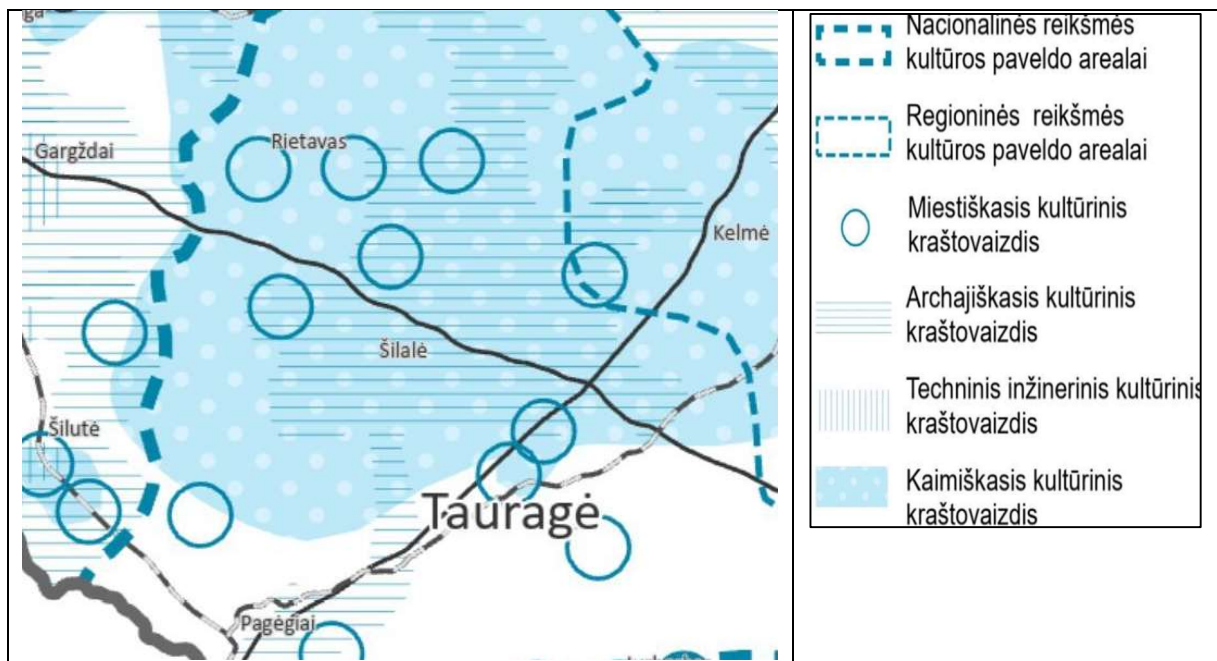 Gargždai
Rietavas
Kelmė
Šilalė
Šilutė
Tauragė
Pagėgiai
Nacionalinės reikšmės
kultūros paveldo arealai
Regioninės reikšmės
kultūros paveldo arealai
Miestiškasis kultūrinis
kraštovaizdis
Archajiškasis kultūrinis
kraštovaizdis
Techninis inžinerinis kultūrinis
kraštovaizdis
Kaimiškasis kultūrinis
kraštovaizdis